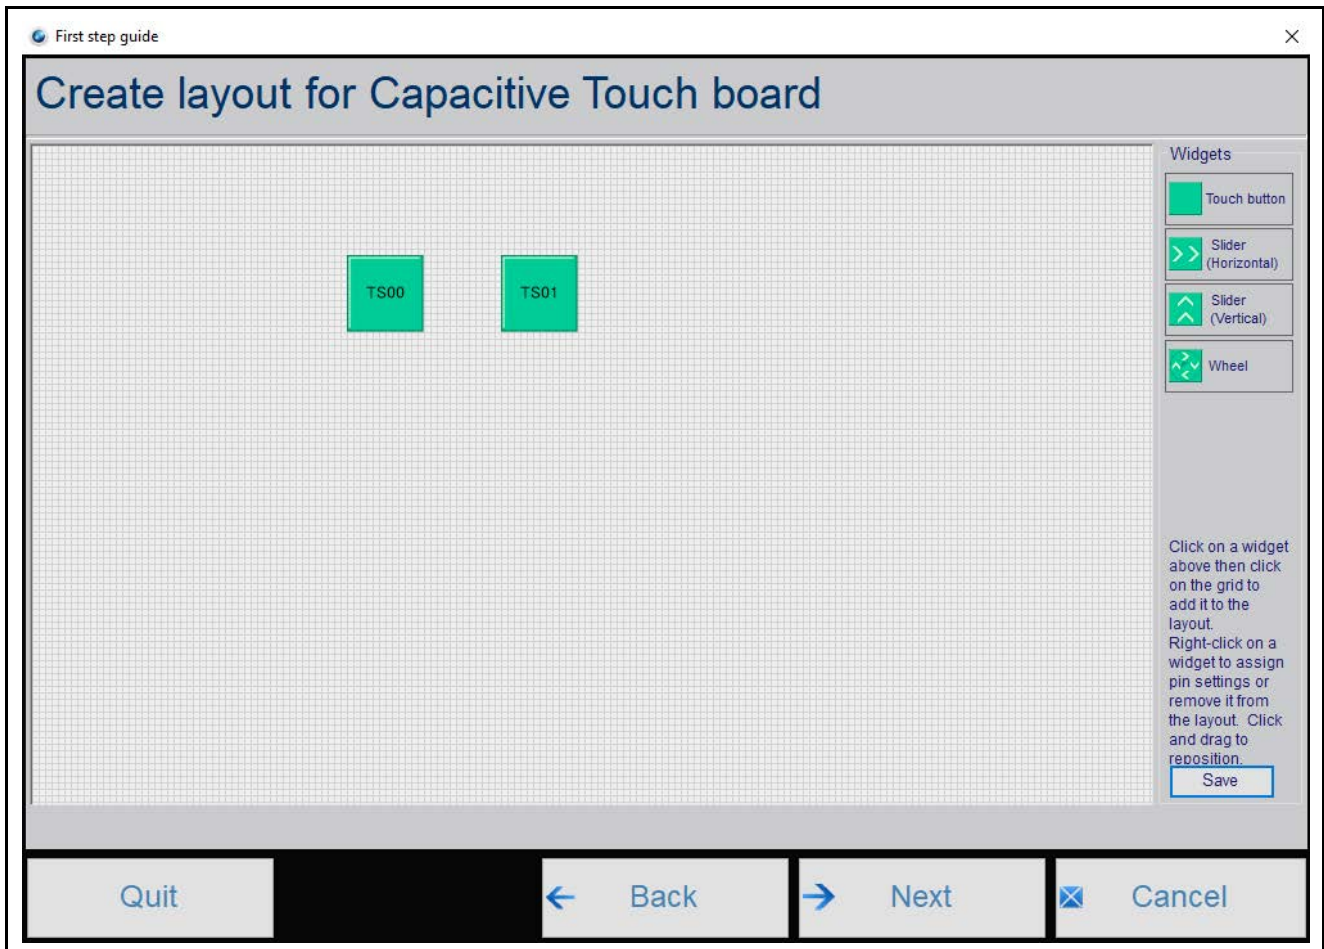 First step guide
Create layout for Capacitive Touch board
TS00
TS01
Widgets
Touch button
Slider
(Horizontal)
Slider
(Vertical)
Wheel
Click on a widget
above then click
on the grid to
add it to the
layout.
Right-click on a
widget to assign
pin settings or
remove it from
the layout.  Click
and drag to
reposition.
Save
Quit
Back
Next
Cancel